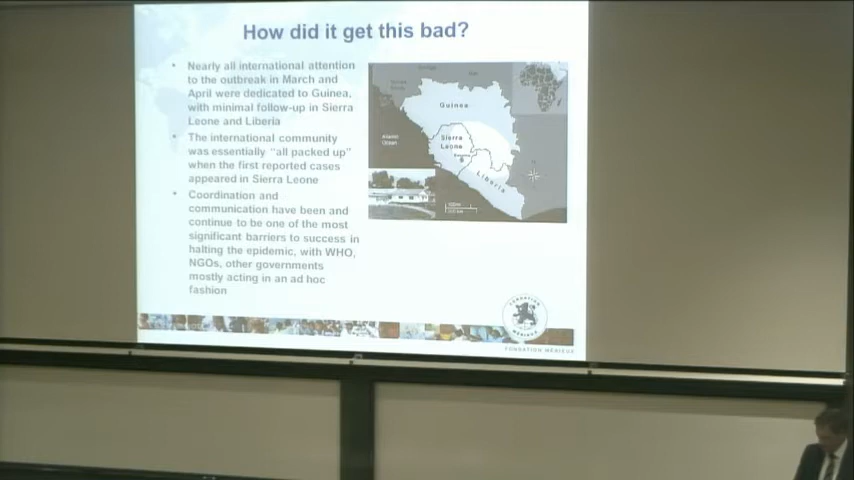 How did it get this bad?
• Nearly all international attention
to the outbreak in March and
April were dedicated to Guinea,
with minimal follow-up in Sierra
Leone and Liberia
• The international community
was essentially “all packed up”
when the first reported cases
appeared in Sierra Leone
• Coordination and
communication have been and
continue to be one of the most
significant barriers to success in
halting the epidemic, with WHO,
NGOs, other governments
mostly acting in an ad hoc
fashion
Guinea
Atlantic
Ocean
Sierra
Leone
Liberia
FONDATION MÉRIEUX